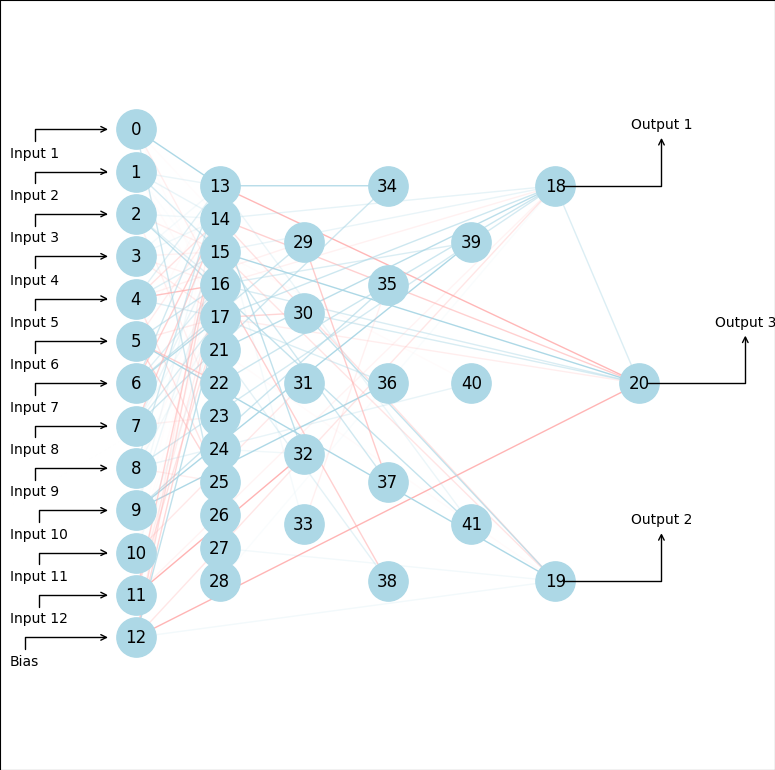 0
Input 1
1
Input 2
2
Input 3
3
Input 4
4
Input 5
5
Input 6
6
Input 7
7
Input 8
8
Input 9
9
Input 10
10
Input 11
11
Input 12
12
Bias
13
14
15
16
17
21
22
23
24
25
26
27
28
29
30
31
32
33
34
35
36
37
38
39
40
41
18
Output 1
19
Output 2
20
Output 3